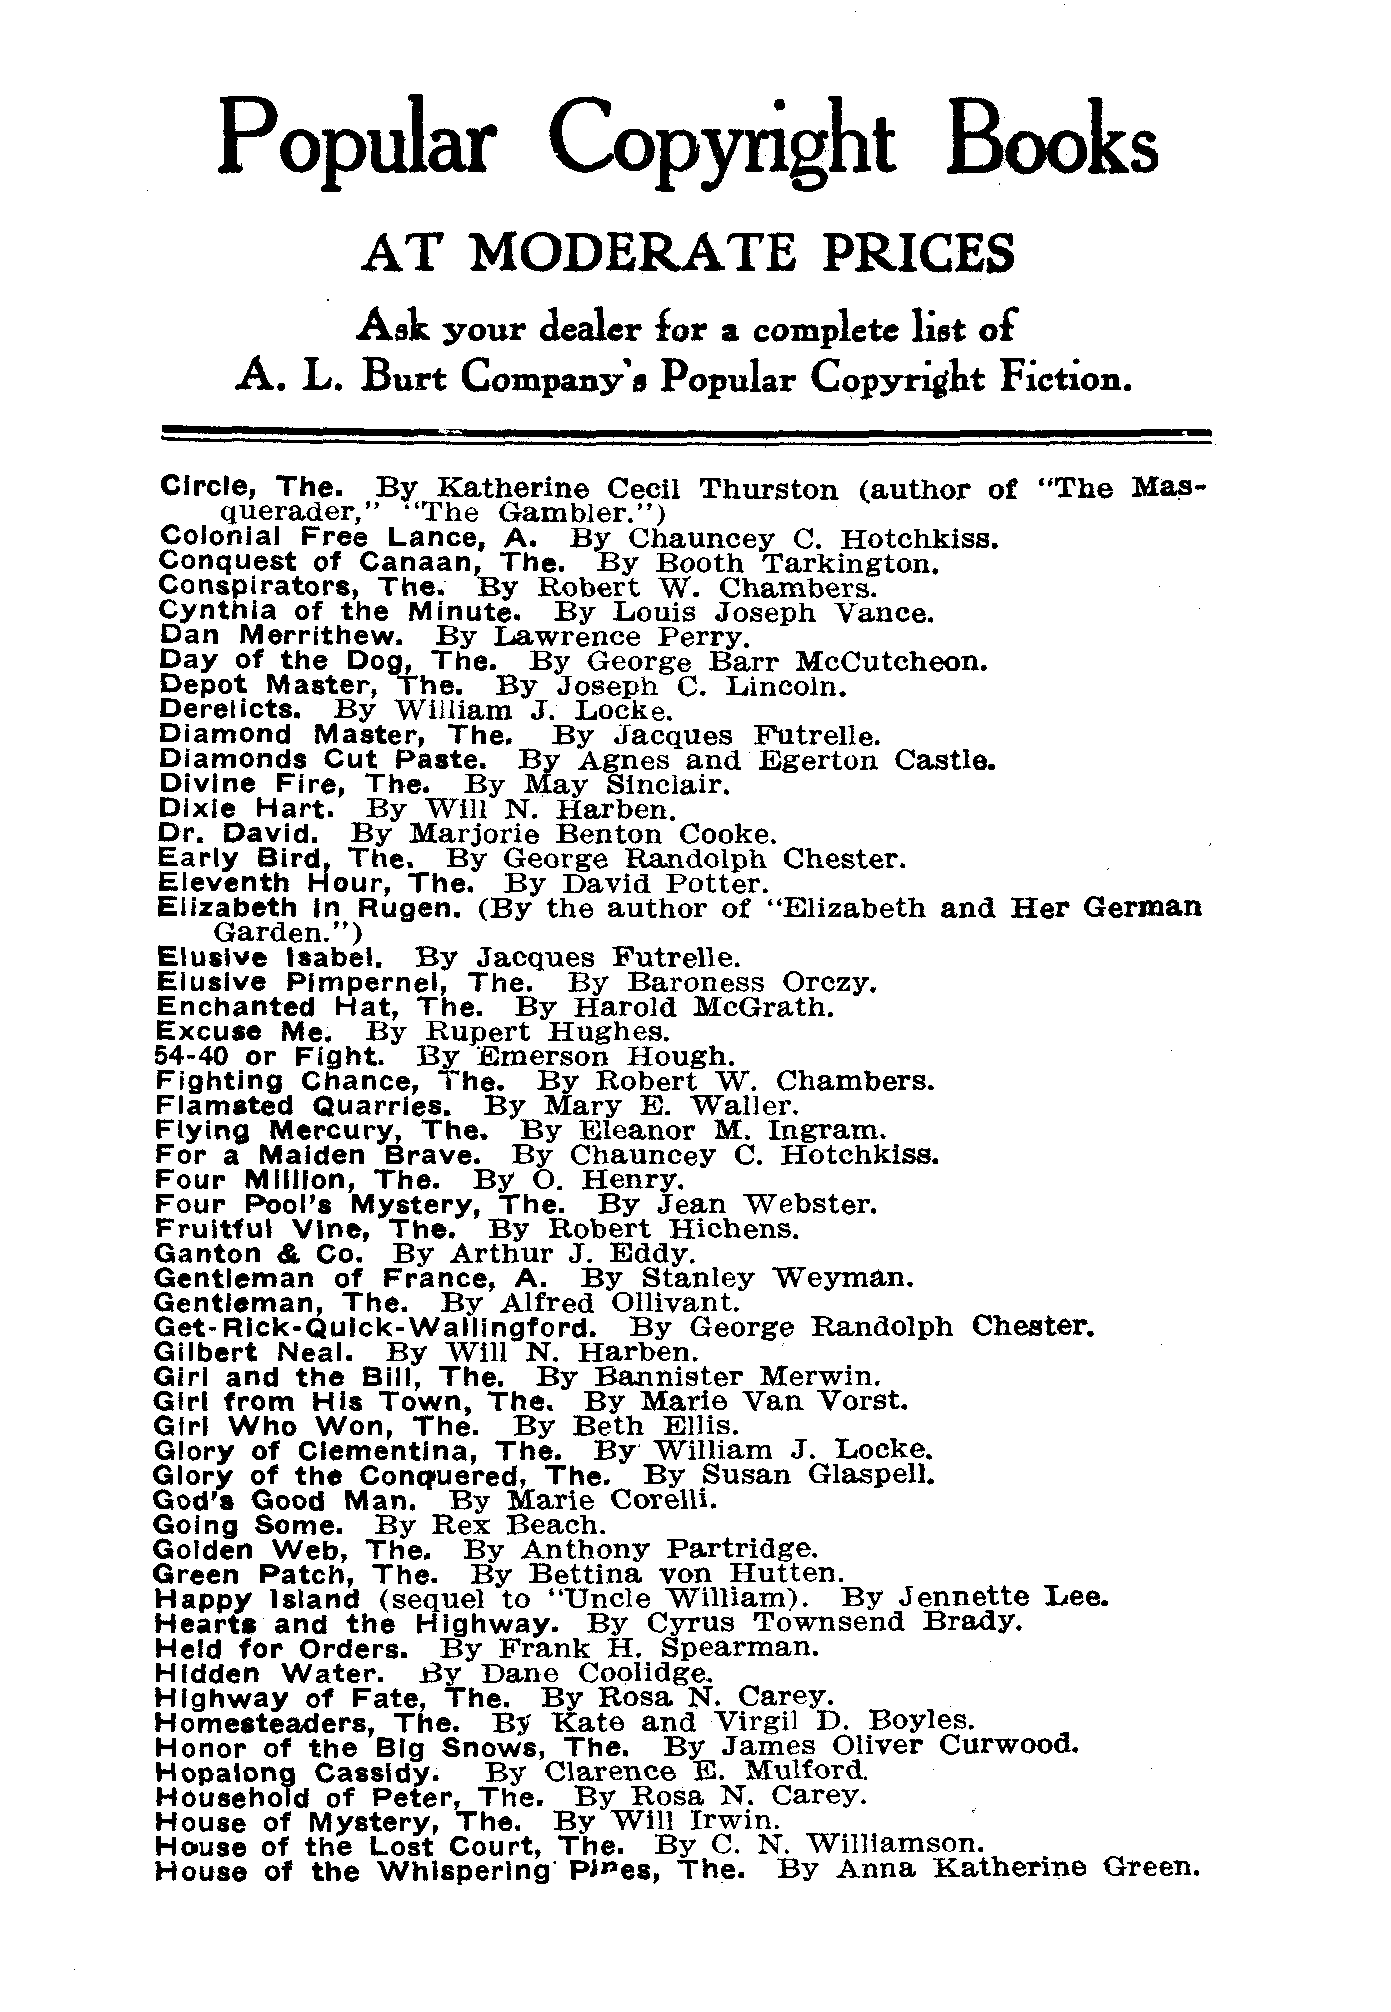 Popular Copyright Books
AT MODERATE PRICES
Ask your dealer for a complete list of
A. L. Burt Company's Popular Copyright Fiction.
Circle, The. By Katherine Cecil Thurston (author of "The Mas-
querader," "The Gambler.")
Colonial Free Lance, A. By Chauncey C. Hotchkiss.
Conquest of Canaan, The. By Booth Tarkington.
Conspirators, The. By Robert W. Chambers.
Cynthia of the Minute. By Louis Joseph Vance.
Dan Merrithew. By Lawrence Perry.
Day of the Dog, The. By George Barr McCutcheon.
Depot Master, The. By Joseph C. Lincoln.
Derelicts. By William J. Locke.
Diamond Master, The. By Jacques Futrelle.
Diamonds Cut Paste. By Agnes and Egerton Castle.
Divine Fire, The. By May Sinclair.
Dixie Hart. By Will N. Harben.
Dr. David. By Marjorie Benton Cooke.
Early Bird, The. By George Randolph Chester.
Eleventh Hour, The. By David Potter.
Elizabeth in Rugen. (By the author of "Elizabeth and Her German
Garden.")
Elusive Isabel. By Jacques Futrelle.
Elusive Pimpernel, The. By Baroness Orczy.
Enchanted Hat, The. By Harold McGrath.
Excuse Me. By Rupert Hughes.
54-40 or Fight. By Emerson Hough.
Fighting Chance, The. By Robert W. Chambers.
Flamsted Quarries. By Mary E. Waller.
Flying Mercury, The. By Eleanor M. Ingram.
For a Maiden Brave. By Chauncey C. Hotchkiss.
Four Million, The. By O. Henry.
Four Pool's Mystery, The. By Jean Webster.
Fruitful Vine, The. By Robert Hichens.
Ganton & Co. By Arthur J. Eddy.
Gentleman of France, A. By Stanley Weyman.
Gentleman, The. By Alfred Ollivant.
Get-Rick-Quick-Wallingford. By George Randolph Chester.
Gilbert Neal. By Will N. Harben.
Girl and the Bill, The. By Bannister Merwin.
Girl from His Town, The. By Marie Van Vorst.
Girl Who Won, The. By Beth Ellis.
Glory of Clementina, The. By William J. Locke.
Glory of the Conquered, The. By Susan Glaspell.
God's Good Man. By Marie Corelli.
Going Some. By Rex Beach.
Golden Web, The. By Anthony Partridge.
Green Patch, The. By Bettina von Hutten.
Happy Island (sequel to "Uncle William). By Jennette Lee.
Hearts and the Highway. By Cyrus Townsend Brady.
Held for Orders. By Frank H. Spearman.
Hidden Water. By Dane Coolidge.
Highway of Fate, The. By Rosa N. Carey.
Homesteaders, The. By Kate and Virgil D. Boyles.
Honor of the Big Snows, The. By James Oliver Curwood.
Hopalong Cassidy. By Clarence E. Mulford.
Household of Peter, The. By Rosa N. Carey.
House of Mystery, The. By Will Irwin.
House of the Lost Court, The. By C. N. Williamson.
House of the Whispering Pines, The. By Anna Katherine Green.